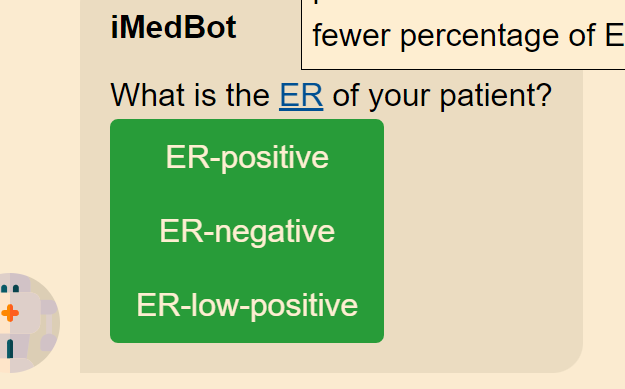 iMedBot
fewer percentage of E
What is the ER of your patient?
ER-positive
ER-negative
ER-low-positive